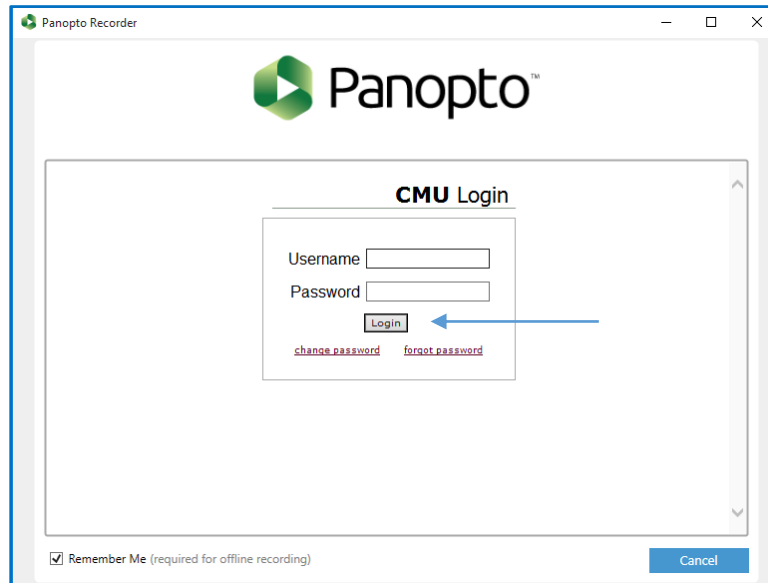 Panopto Recorder
Panopto™
CMU Login
Username
Password
Login
change password forgot password
Remember Me (required for offline recording)
Cancel